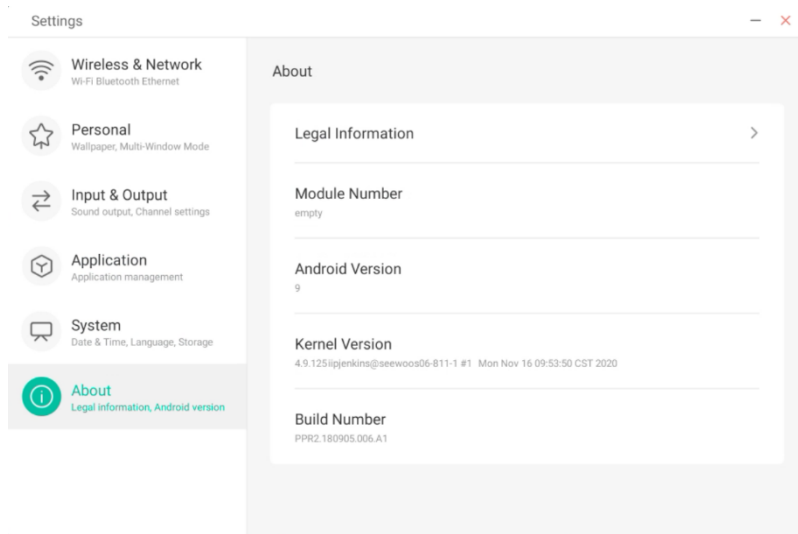 Settings
Wireless & Network
Wi-Fi Bluetooth Ethernet
Personal
Wallpaper, Multi-Window Mode
Input & Output
Sound output, Channel settings
Application
Application management
System
Date & Time, Language, Storage
About
Legal information, Android version
About
Legal Information
Module Number
empty
Android Version
9
Kernel Version
4.9.125iipjenkins@seewoos06-811-1 #1 Mon Nov 16 09:53:50 CST 2020
Build Number
PPR2.180905.006.A1